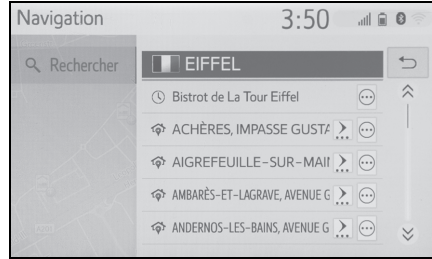 Navigation 3:50
Rechercher
EIFFEL
Bistrot de La Tour Eiffel
ACHÈRES, IMPASSE GUSTA
AIGREFEUILLE-SUR-MAI
AMBARÈS-ET-LAGRAVE, AVENUE G
ANDERNOS-LES-BAINS, AVENUE G